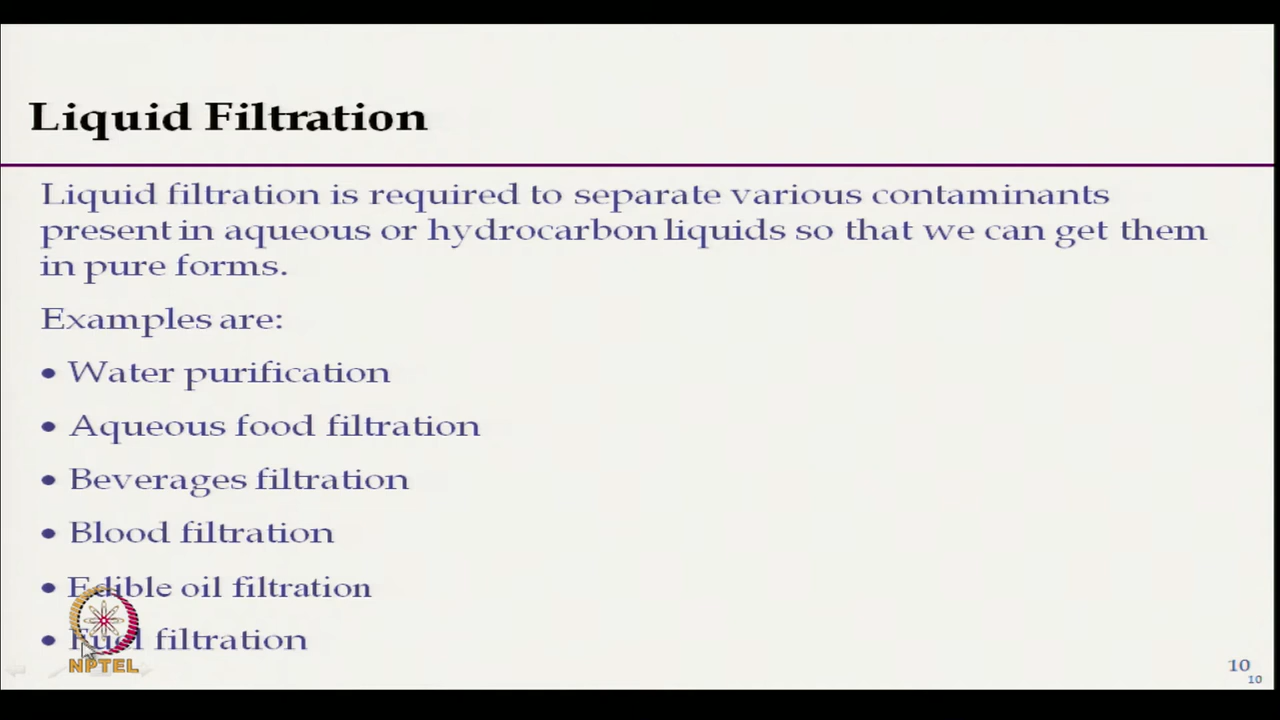 Liquid Filtration
Liquid filtration is required to separate various contaminants
present in aqueous or hydrocarbon liquids so that we can get them
in pure forms.
Examples are:
• Water purification
• Aqueous food filtration
• Beverages filtration
• Blood filtration
• Edible oil filtration
• Fuel filtration
NPTEL
10
10